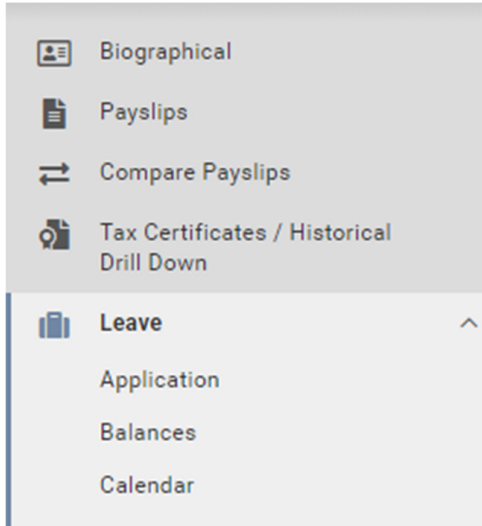 Biographical
Payslips
Compare Payslips
Tax Certificates / Historical
Drill Down
Leave
Application
Balances
Calendar